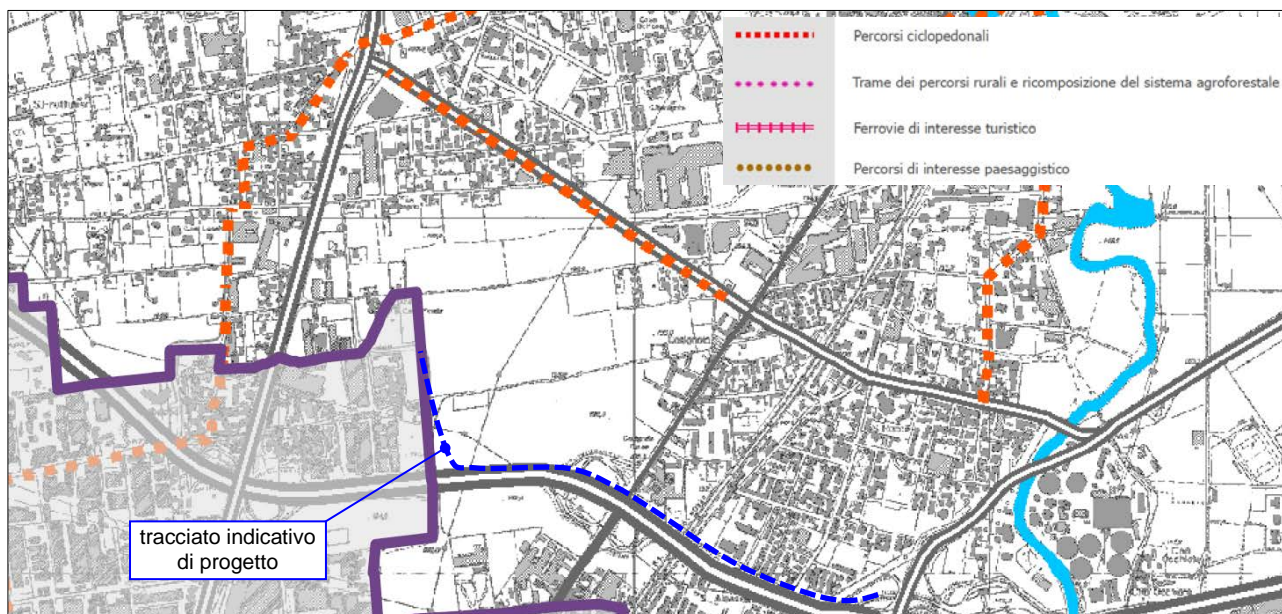 Percorsi ciclopedonali
Trame dei percorsi rurali e ricomposizione del sistema agroforestale
Ferrovie di interesse turistico
Percorsi di interesse paesaggistico
tracciato indicativo
di progetto